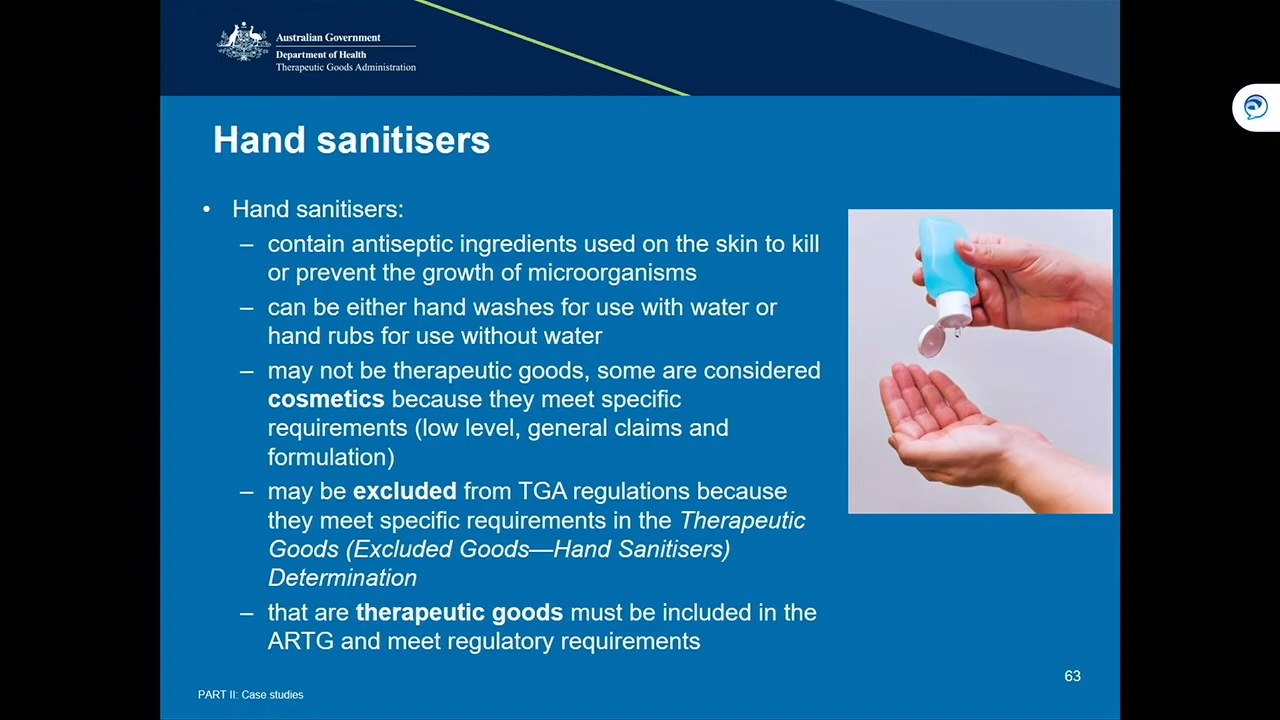 Australian Government
Department of Health
Therapeutic Goods Administration
Hand sanitisers
• Hand sanitisers:
– contain antiseptic ingredients used on the skin to kill
or prevent the growth of microorganisms
– can be either hand washes for use with water or
hand rubs for use without water
– may not be therapeutic goods, some are considered
cosmetics because they meet specific
requirements (low level, general claims and
formulation)
– may be excluded from TGA regulations because
they meet specific requirements in the Therapeutic
Goods (Excluded Goods—Hand Sanitisers)
Determination
– that are therapeutic goods must be included in the
ARTG and meet regulatory requirements
63
PART II: Case studies